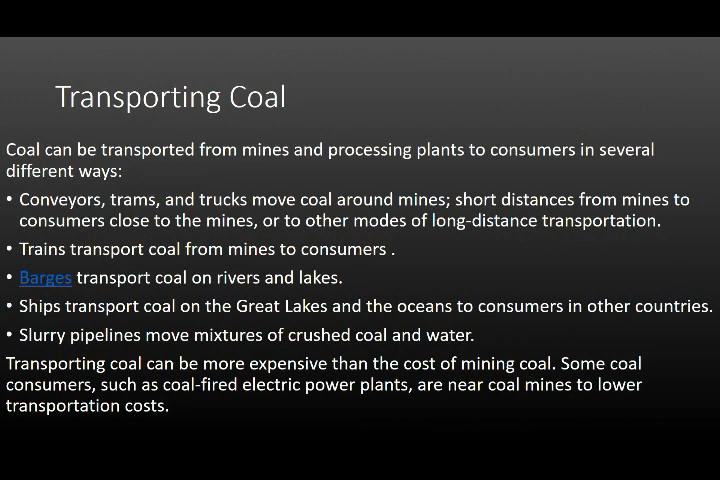 Transporting Coal
Coal can be transported from mines and processing plants to consumers in several
different ways:
• Conveyors, trams, and trucks move coal around mines; short distances from mines to
consumers close to the mines, or to other modes of long-distance transportation.
• Trains transport coal from mines to consumers .
• Barges transport coal on rivers and lakes.
• Ships transport coal on the Great Lakes and the oceans to consumers in other countries.
• Slurry pipelines move mixtures of crushed coal and water.
Transporting coal can be more expensive than the cost of mining coal. Some coal
consumers, such as coal-fired electric power plants, are near coal mines to lower
transportation costs.